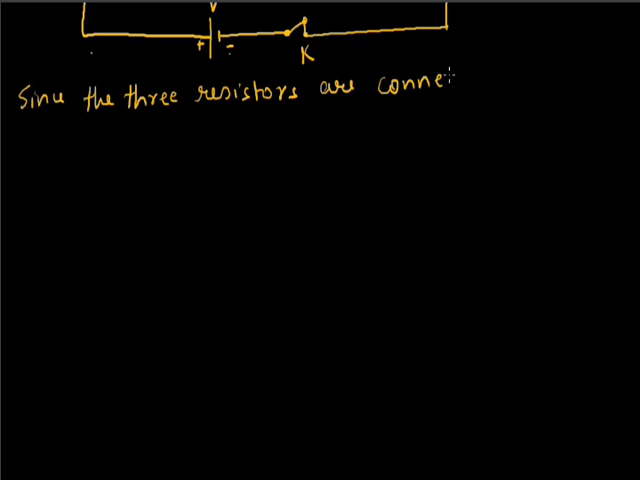 V
+ -
K
Since the three resistors are conne